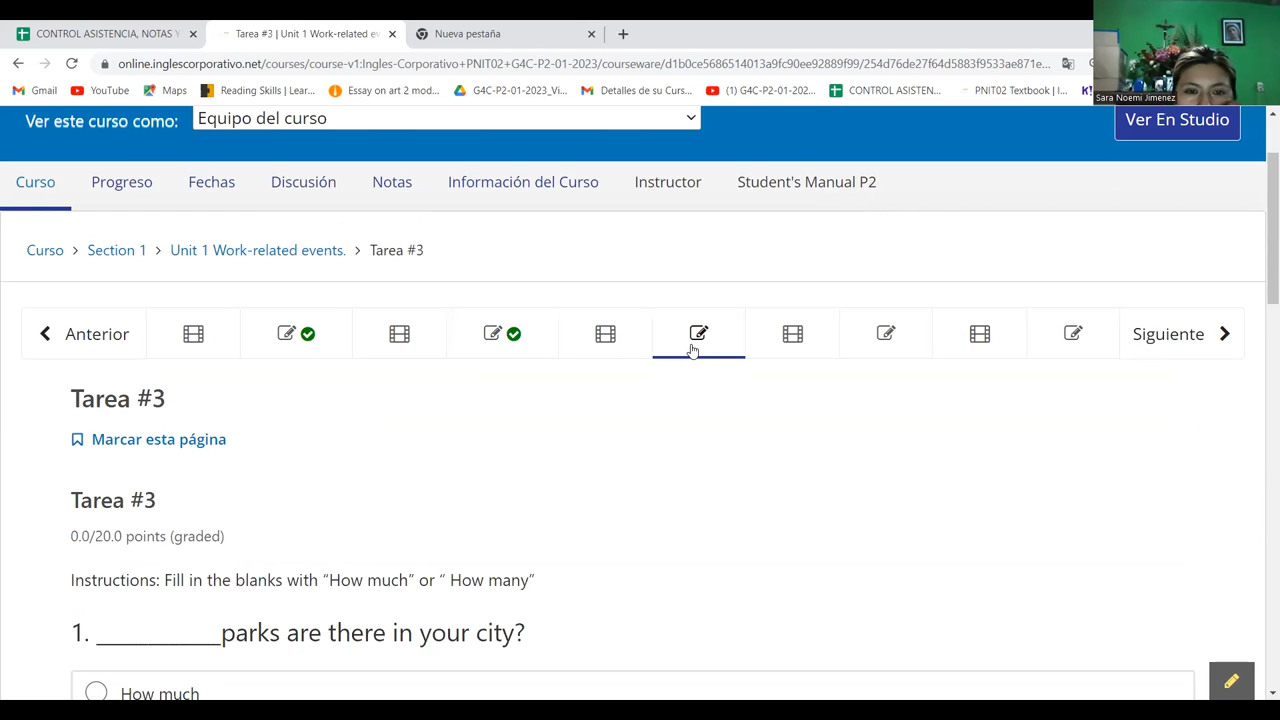 CONTROL ASISTENCIA, NOTAS Y
Tarea #3 | Unit 1 Work-related ev
Nueva pestaña
online.inglescorporativo.net/courses/course-v1:Ingles-Corporativo+PNIT02+G4C-P2-01-2023/courseware/d1b0ce5686514013a9fc90ee92889f99/254d76de27f64d5883f9533ae871e...
Gmail
YouTube
Maps
Reading Skills | Lear...
Essay on art 2 mod...
G4C-P2-01-2023_Vi...
Detalles de su Curs...
(1) G4C-P2-01-202...
CONTROL ASISTEN...
PNIT02 Textbook | I...
Sara Noemi Jimenez
Ver este curso como:
Equipo del curso
Ver En Studio
Curso
Progreso
Fechas
Discusión
Notas
Información del Curso
Instructor
Student's Manual P2
Curso > Section 1 > Unit 1 Work-related events. > Tarea #3
Anterior
Siguiente
Tarea #3
Marcar esta página
Tarea #3
0.0/20.0 points (graded)
Instructions: Fill in the blanks with “How much” or “ How many”
1. ____________parks are there in your city?
How much